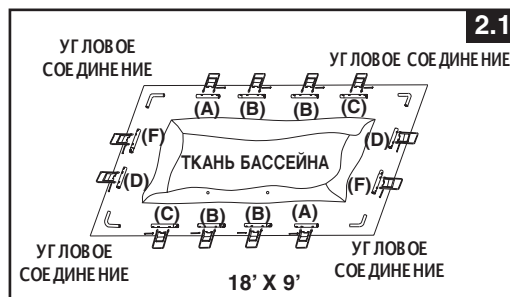 2.1
УГЛОВОЕ
СОЕДИНЕНИЕ
УГЛОВОЕ СОЕДИНЕНИЕ
(A) (B) (B) (C)
(F) (D)
ТКАНЬ БАССЕЙНА
(D) (F)
(C) (B) (B) (A)
УГЛОВОЕ
СОЕДИНЕНИЕ
УГЛОВОЕ
СОЕДИНЕНИЕ
18' X 9'